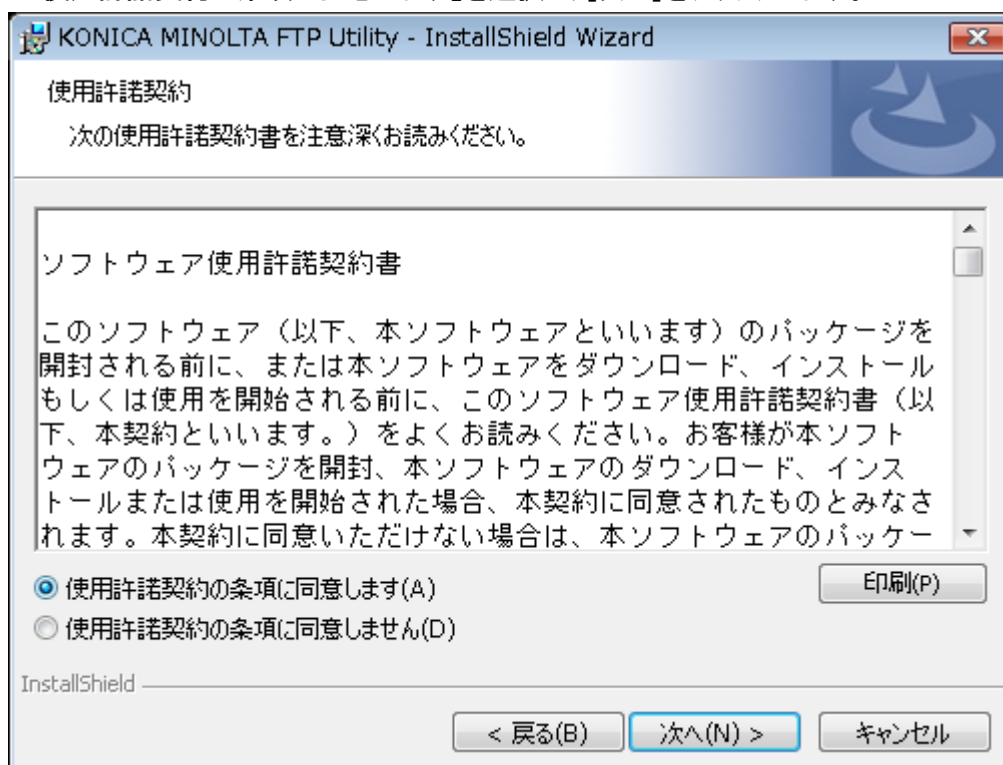 KONICA MINOLTA FTP Utility - InstallShield Wizard
使用許諾契約
次の使用許諾契約書を注意深くお読みください。
ソフトウェア使用許諾契約書
このソフトウェア（以下、本ソフトウェアといいます）のパッケージを
開封される前に、または本ソフトウェアをダウンロード、インストール
もしくは使用を開始される前に、このソフトウェア使用許諾契約書（以
下、本契約といいます。）をよくお読みください。お客様が本ソフト
ウェアのパッケージを開封、本ソフトウェアのダウンロード、インス
トールまたは使用を開始された場合、本契約に同意されたものとみなさ
れます。本契約に同意いただけない場合は、本ソフトウェアのパッケー
使用許諾契約の条項に同意します(A)
印刷(P)
使用許諾契約の条項に同意しません(D)
InstallShield
< 戻る(B)
次へ(N) >
キャンセル